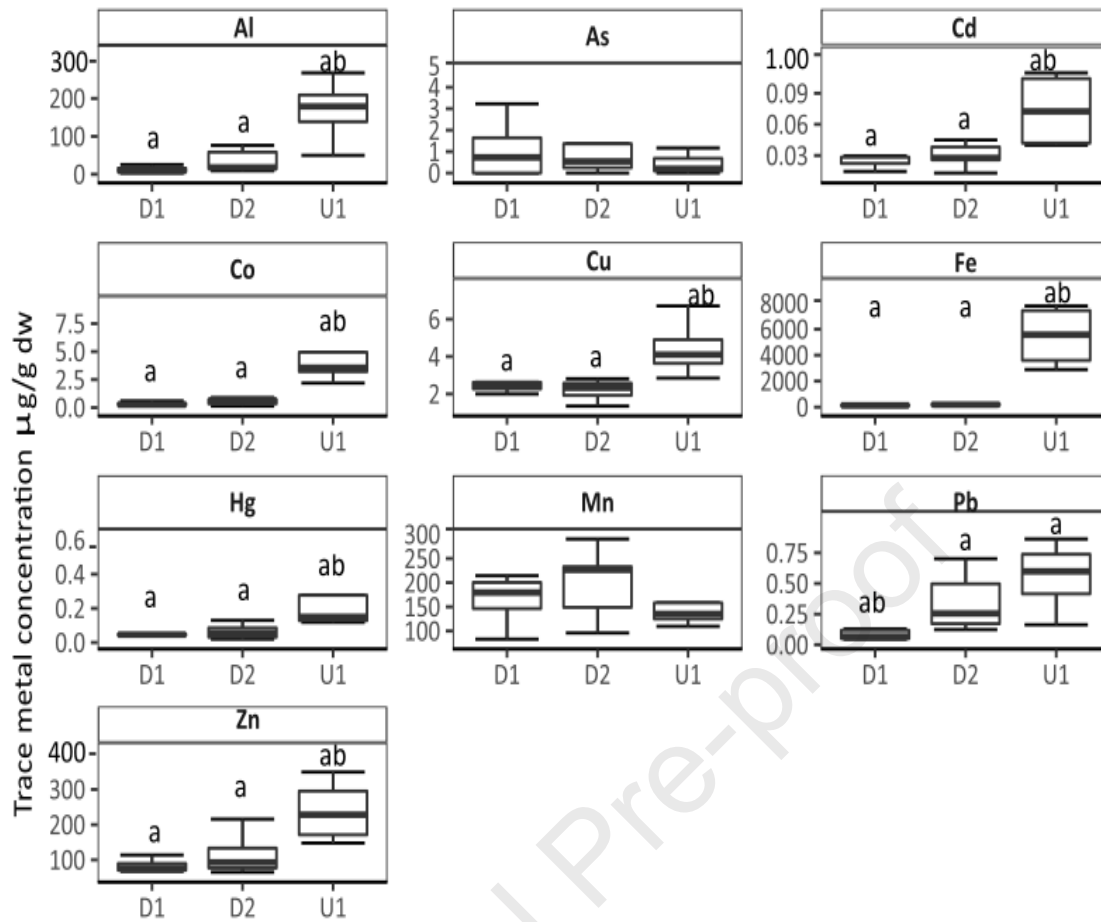 Al
300
200
100
0
a
a
ab
D1
D2
U1
As
5
4
3
2
1
0
D1
D2
U1
Cd
1.00
0.09
0.06
0.03
a
a
ab
D1
D2
U1
Co
7.5
5.0
2.5
0.0
a
a
ab
D1
D2
U1
Cu
6
4
2
a
a
ab
D1
D2
U1
Fe
8000
6000
4000
2000
0
a
a
ab
D1
D2
U1
Hg
0.6
0.4
0.2
0.0
a
a
ab
D1
D2
U1
Mn
300
250
200
150
100
D1
D2
U1
Pb
0.75
0.50
0.25
0.00
ab
a
a
D1
D2
U1
Zn
400
300
200
100
a
a
ab
D1
D2
U1
Trace metal concentration µg/g dw
l Pre-proof